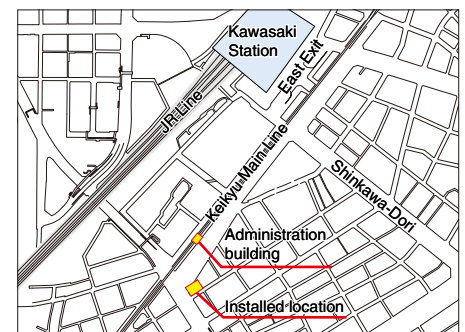 Kawasaki
Station
East Exit
JR Line
Keikyu Main Line
Shinkawa-Dori
Administration
building
Installed location